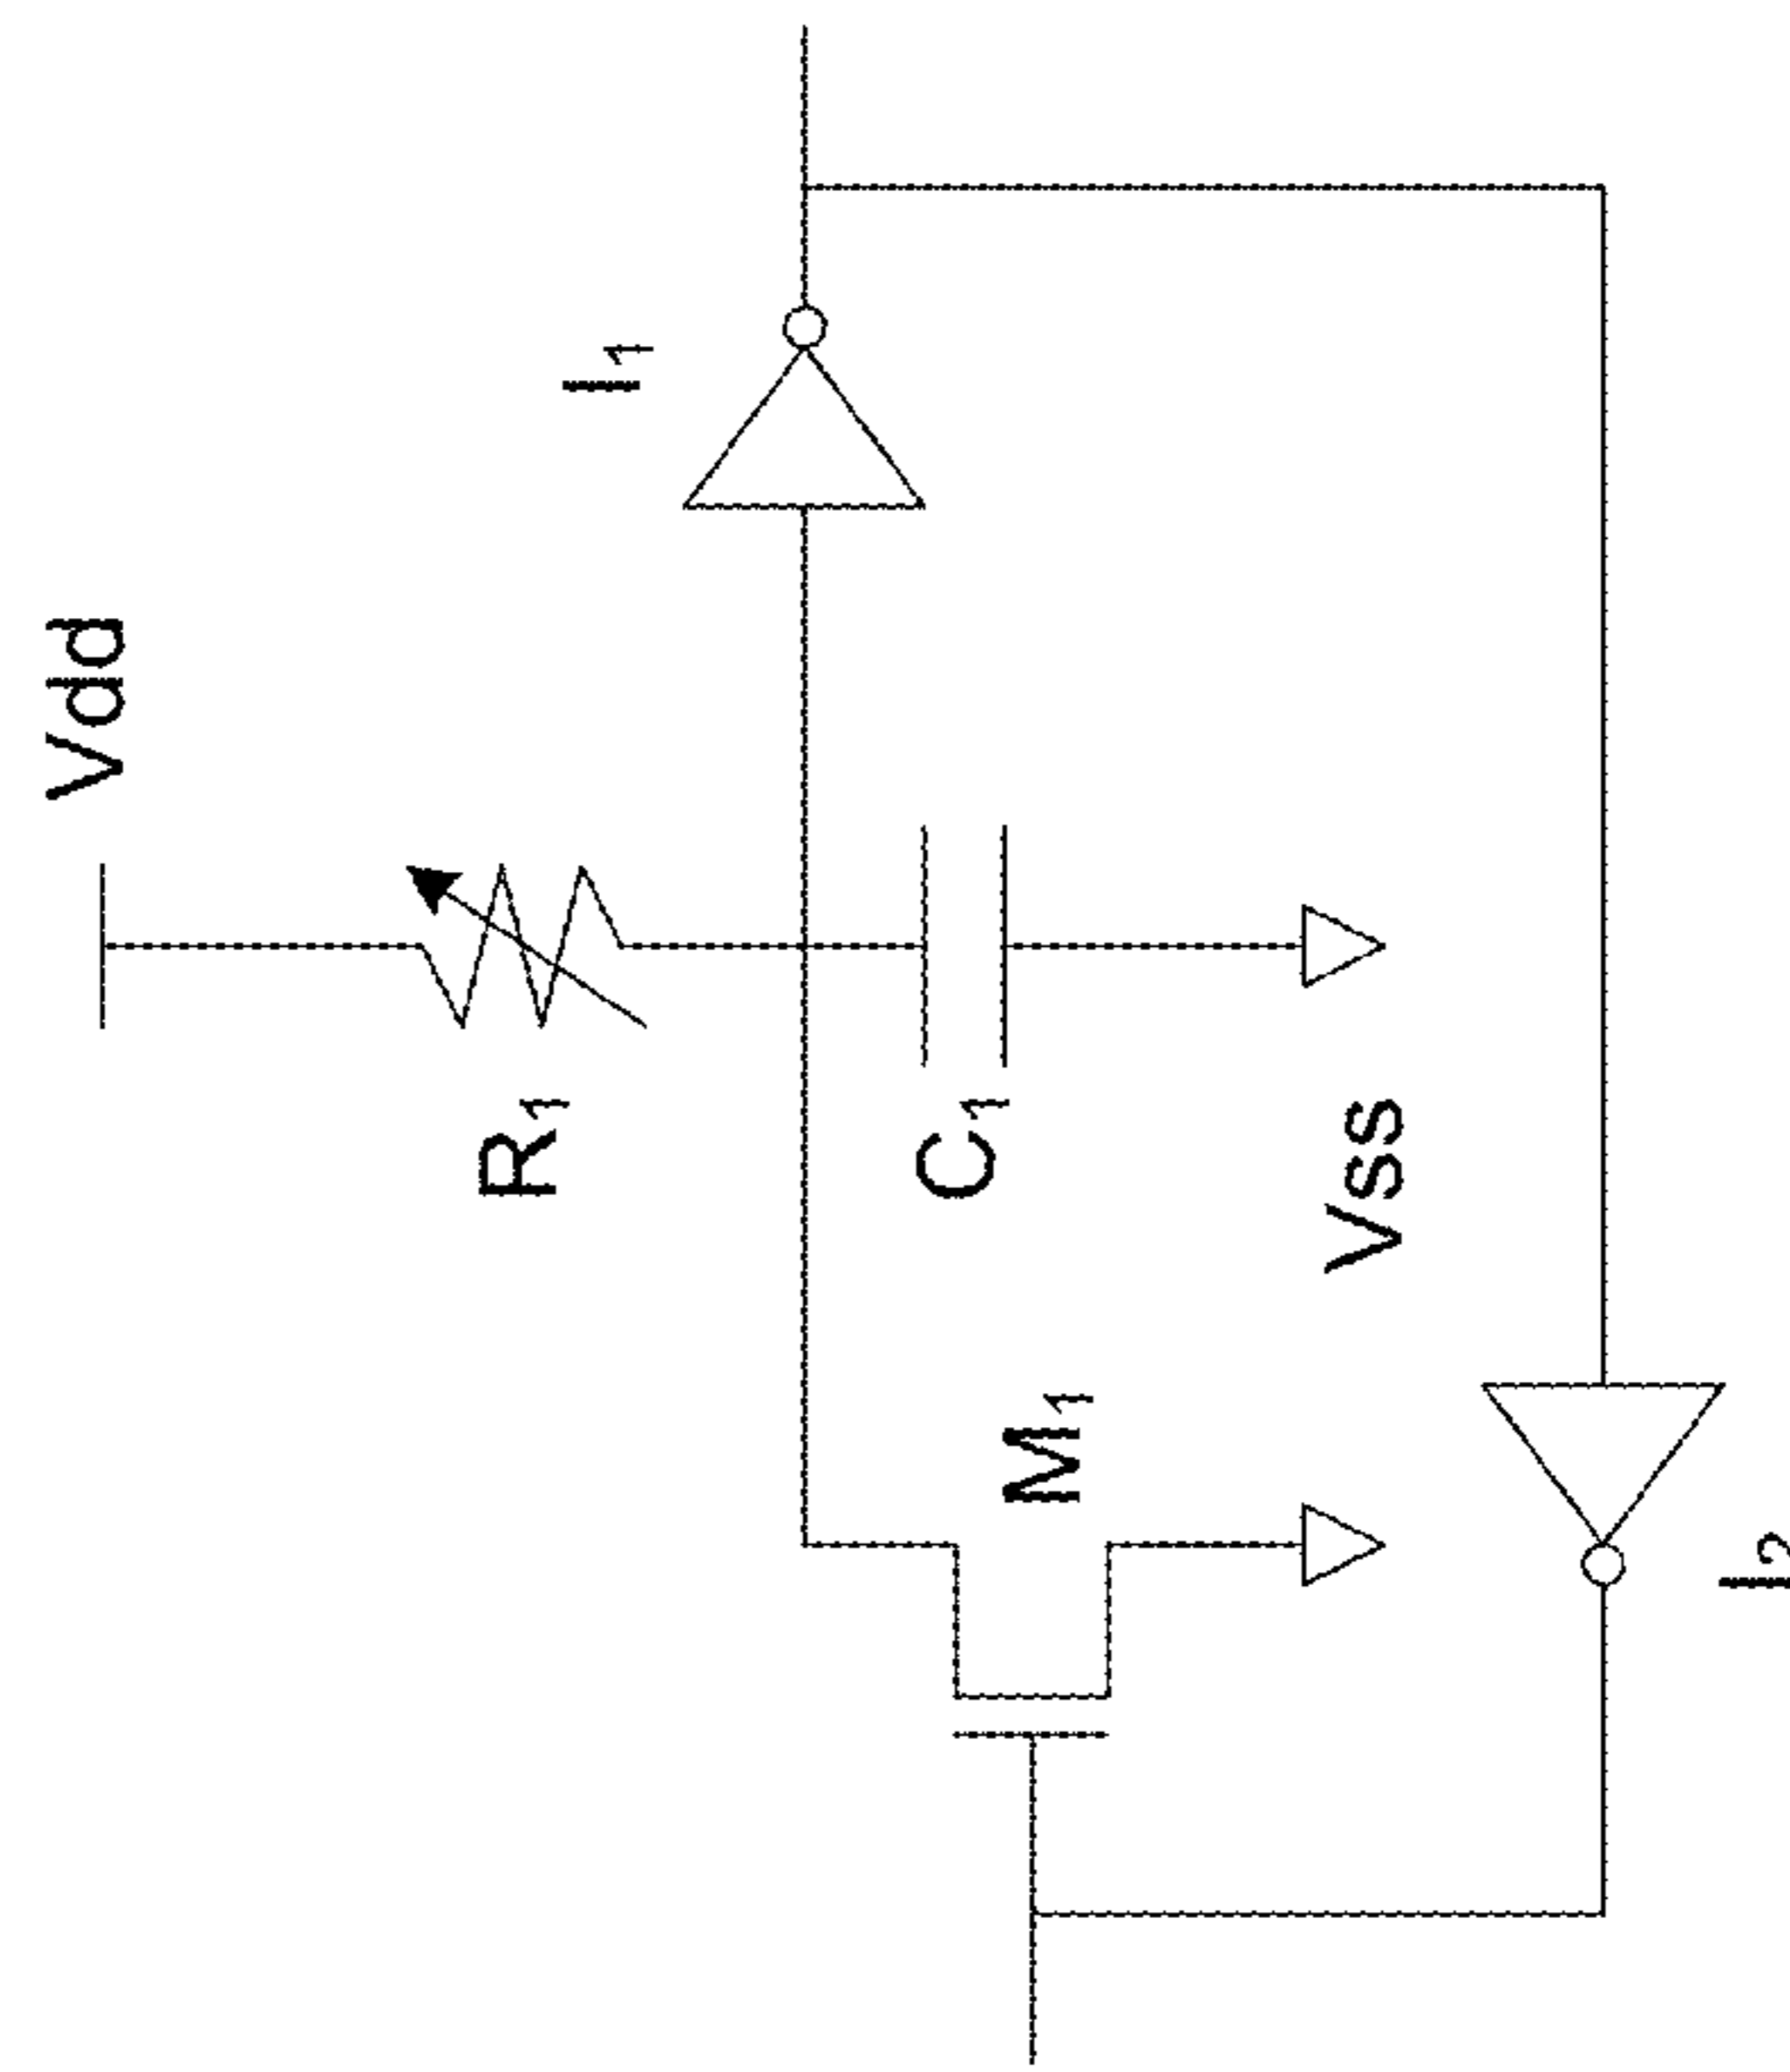 Vdd
R₁
I₁
C₁
M₁
Vss
I₂